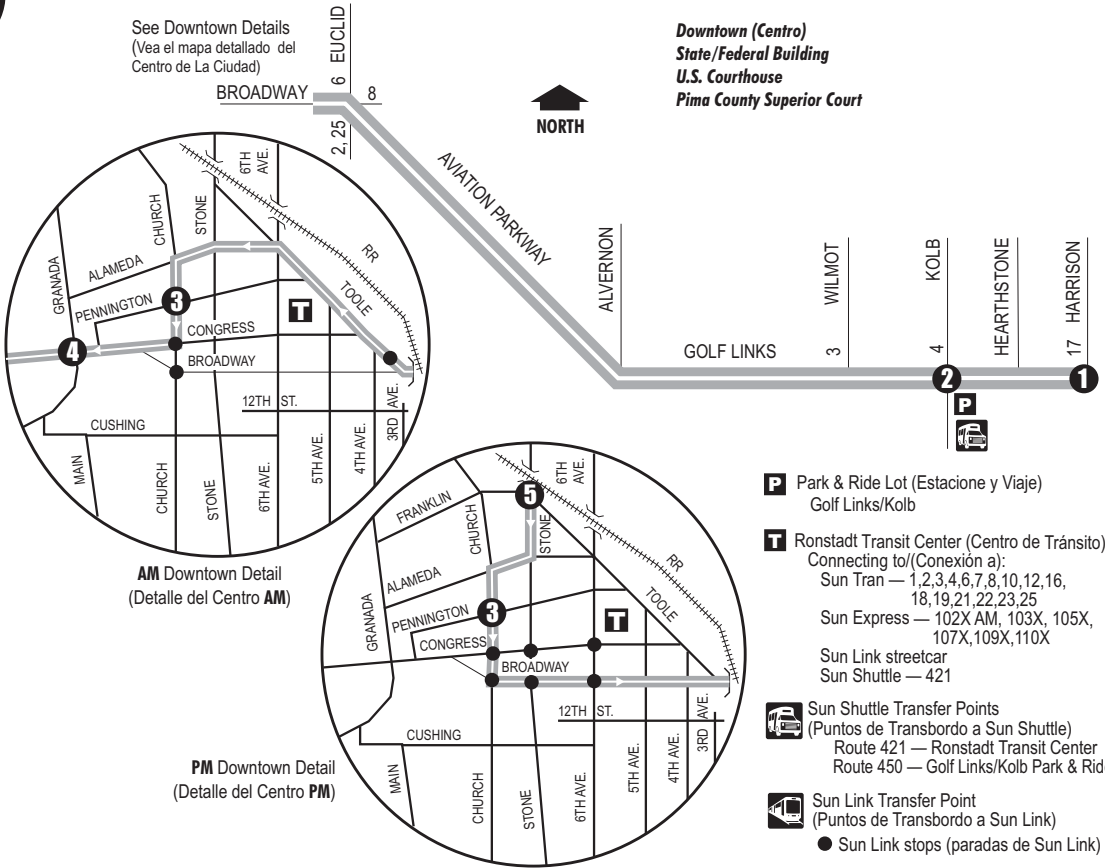 See Downtown Details
(Vea el mapa detallado del
Centro de La Ciudad)
Downtown (Centro)
State/Federal Building
U.S. Courthouse
Pima County Superior Court
6 EUCLID
BROADWAY
8
2, 25
NORTH
AVIATION PARKWAY
ALVERNON
GOLF LINKS
3 WILMOT
4 KOLB
HEARTHSTONE
17 HARRISON
2
1
P
6TH
AVE.
CHURCH
STONE
RR
GRANADA
ALAMEDA
PENNINGTON
3
T
TOOLE
CONGRESS
4
BROADWAY
12TH ST.
CUSHING
MAIN
CHURCH
STONE
6TH AVE.
5TH AVE.
4TH AVE.
3RD AVE.
AM Downtown Detail
(Detalle del Centro AM)
6TH
AVE.
5
FRANKLIN
CHURCH
STONE
RR
GRANADA
ALAMEDA
TOOLE
PENNINGTON
3
T
CONGRESS
BROADWAY
12TH ST.
CUSHING
MAIN
CHURCH
STONE
6TH AVE.
5TH AVE.
4TH AVE.
3RD AVE.
PM Downtown Detail
(Detalle del Centro PM)
P Park & Ride Lot (Estacione y Viaje)
Golf Links/Kolb
T Ronstadt Transit Center (Centro de Tránsito)
Connecting to/(Conexión a):
Sun Tran — 1,2,3,4,6,7,8,10,12,16,
18,19,21,22,23,25
Sun Express — 102X AM, 103X, 105X,
107X,109X,110X
Sun Link streetcar
Sun Shuttle — 421
Sun Shuttle Transfer Points
(Puntos de Transbordo a Sun Shuttle)
Route 421 — Ronstadt Transit Center
Route 450 — Golf Links/Kolb Park & Rid
Sun Link Transfer Point
(Puntos de Transbordo a Sun Link)
Sun Link stops (paradas de Sun Link)